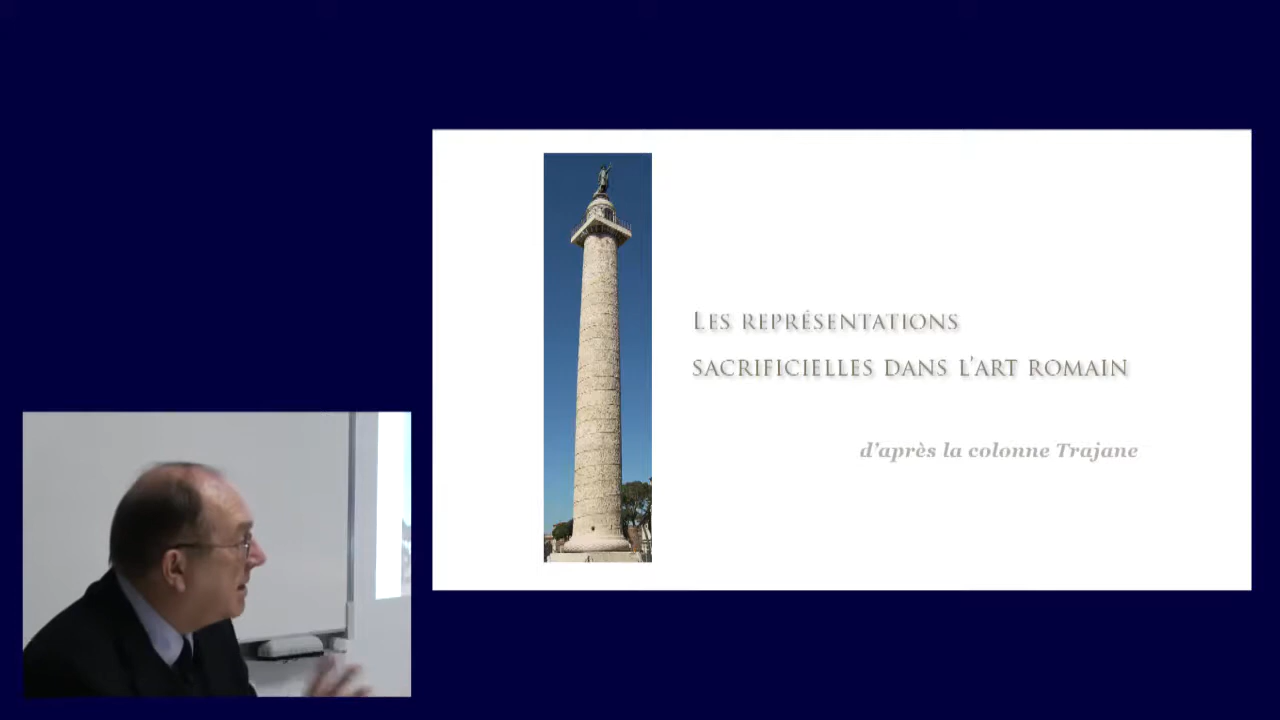 Les représentations
sacrificielles dans l'art romain
d'après la colonne Trajane